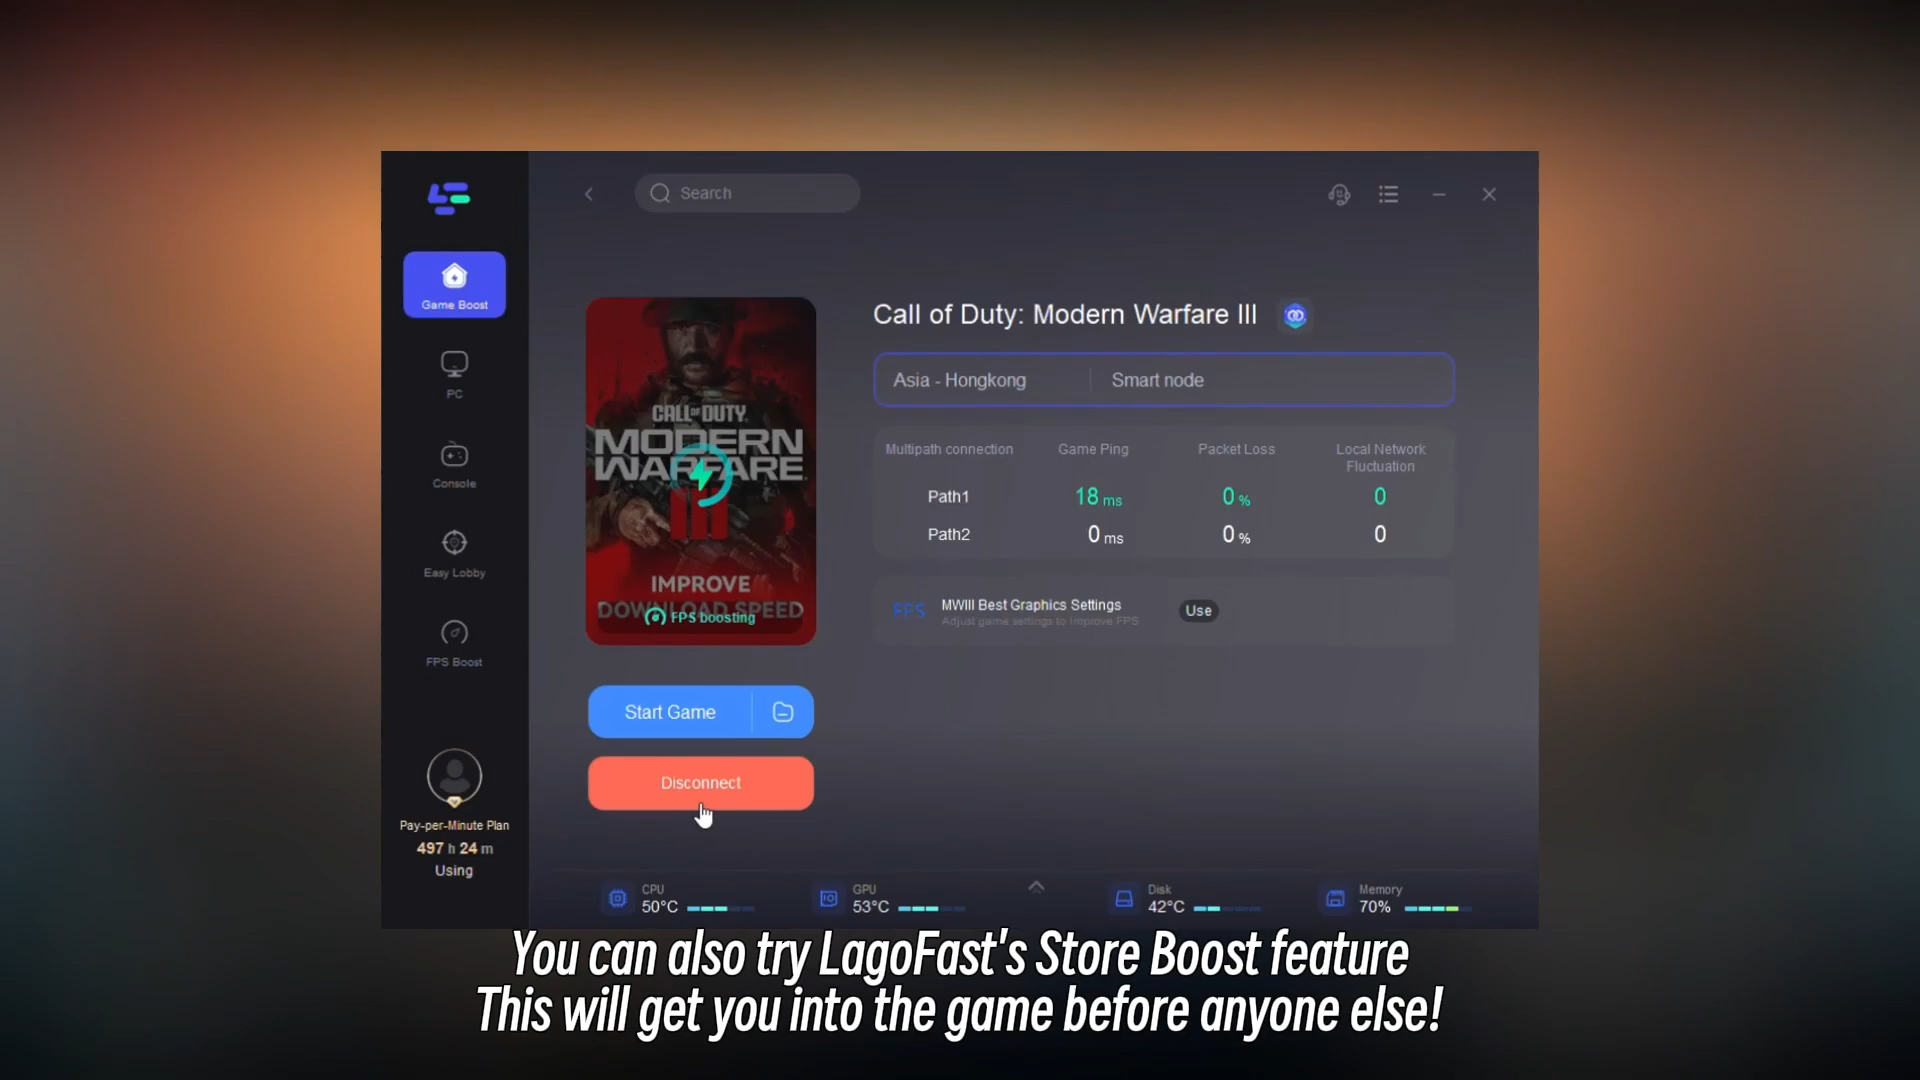 Search
Game Boost
PC
Console
Easy Lobby
FPS Boost
Pay-per-Minute Plan
497 h 24 m
Using
CALL OF DUTY
MODERN
WARFARE
III
IMPROVE
DOWNLOAD SPEED
FPS boosting
Start Game
Disconnect
Call of Duty: Modern Warfare III
Asia - Hongkong Smart node
Multipath connection Game Ping Packet Loss Local Network
Fluctuation
Path1 18 ms 0 % 0
Path2 0 ms 0 % 0
FPS MWIII Best Graphics Settings Use
Adjust game settings to Improve FPS
CPU GPU Disk Memory
50°C 53°C 42°C 70%
You can also try LagoFast's Store Boost feature
This will get you into the game before anyone else!